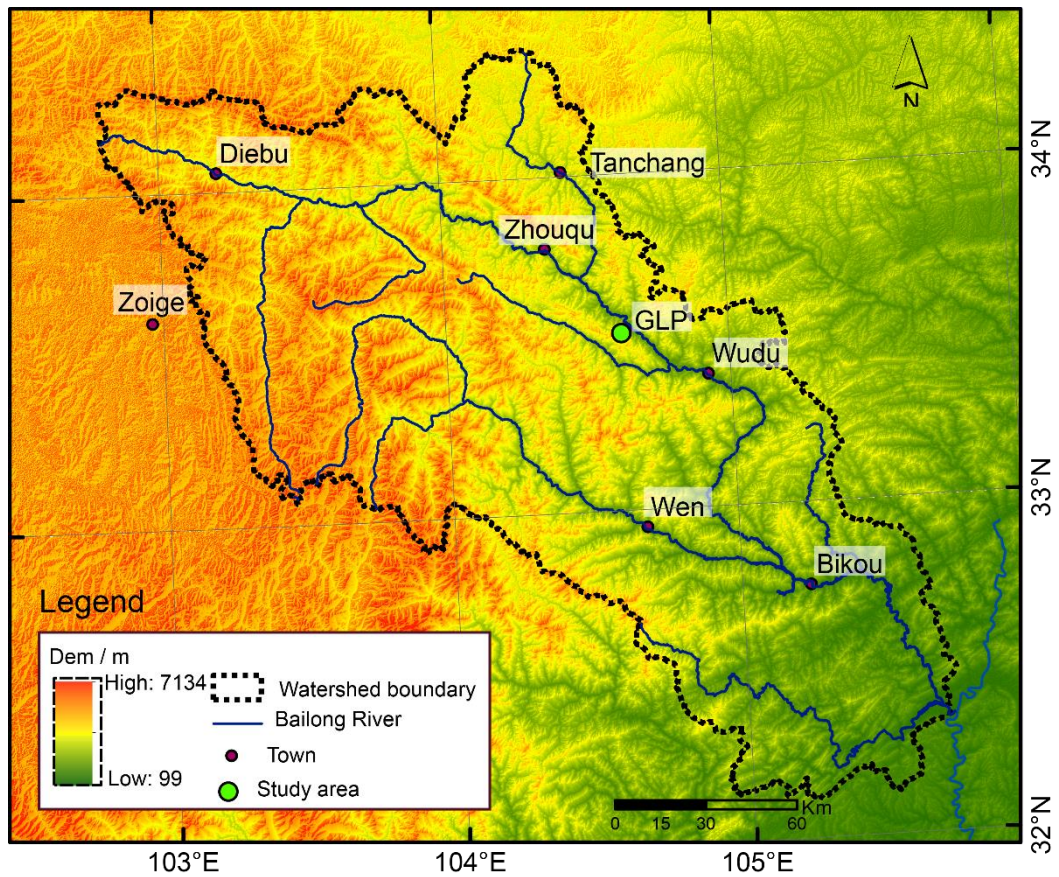 N
Diebu
Tanchang
34°N
Zhouqu
Zoige
GLP
Wudu
33°N
Wen
Bikou
Legend
Dem / m
High: 7134
Low: 99
Watershed boundary
Bailong River
Town
Study area
Km
0 15 30 60
32°N
103°E 104°E 105°E